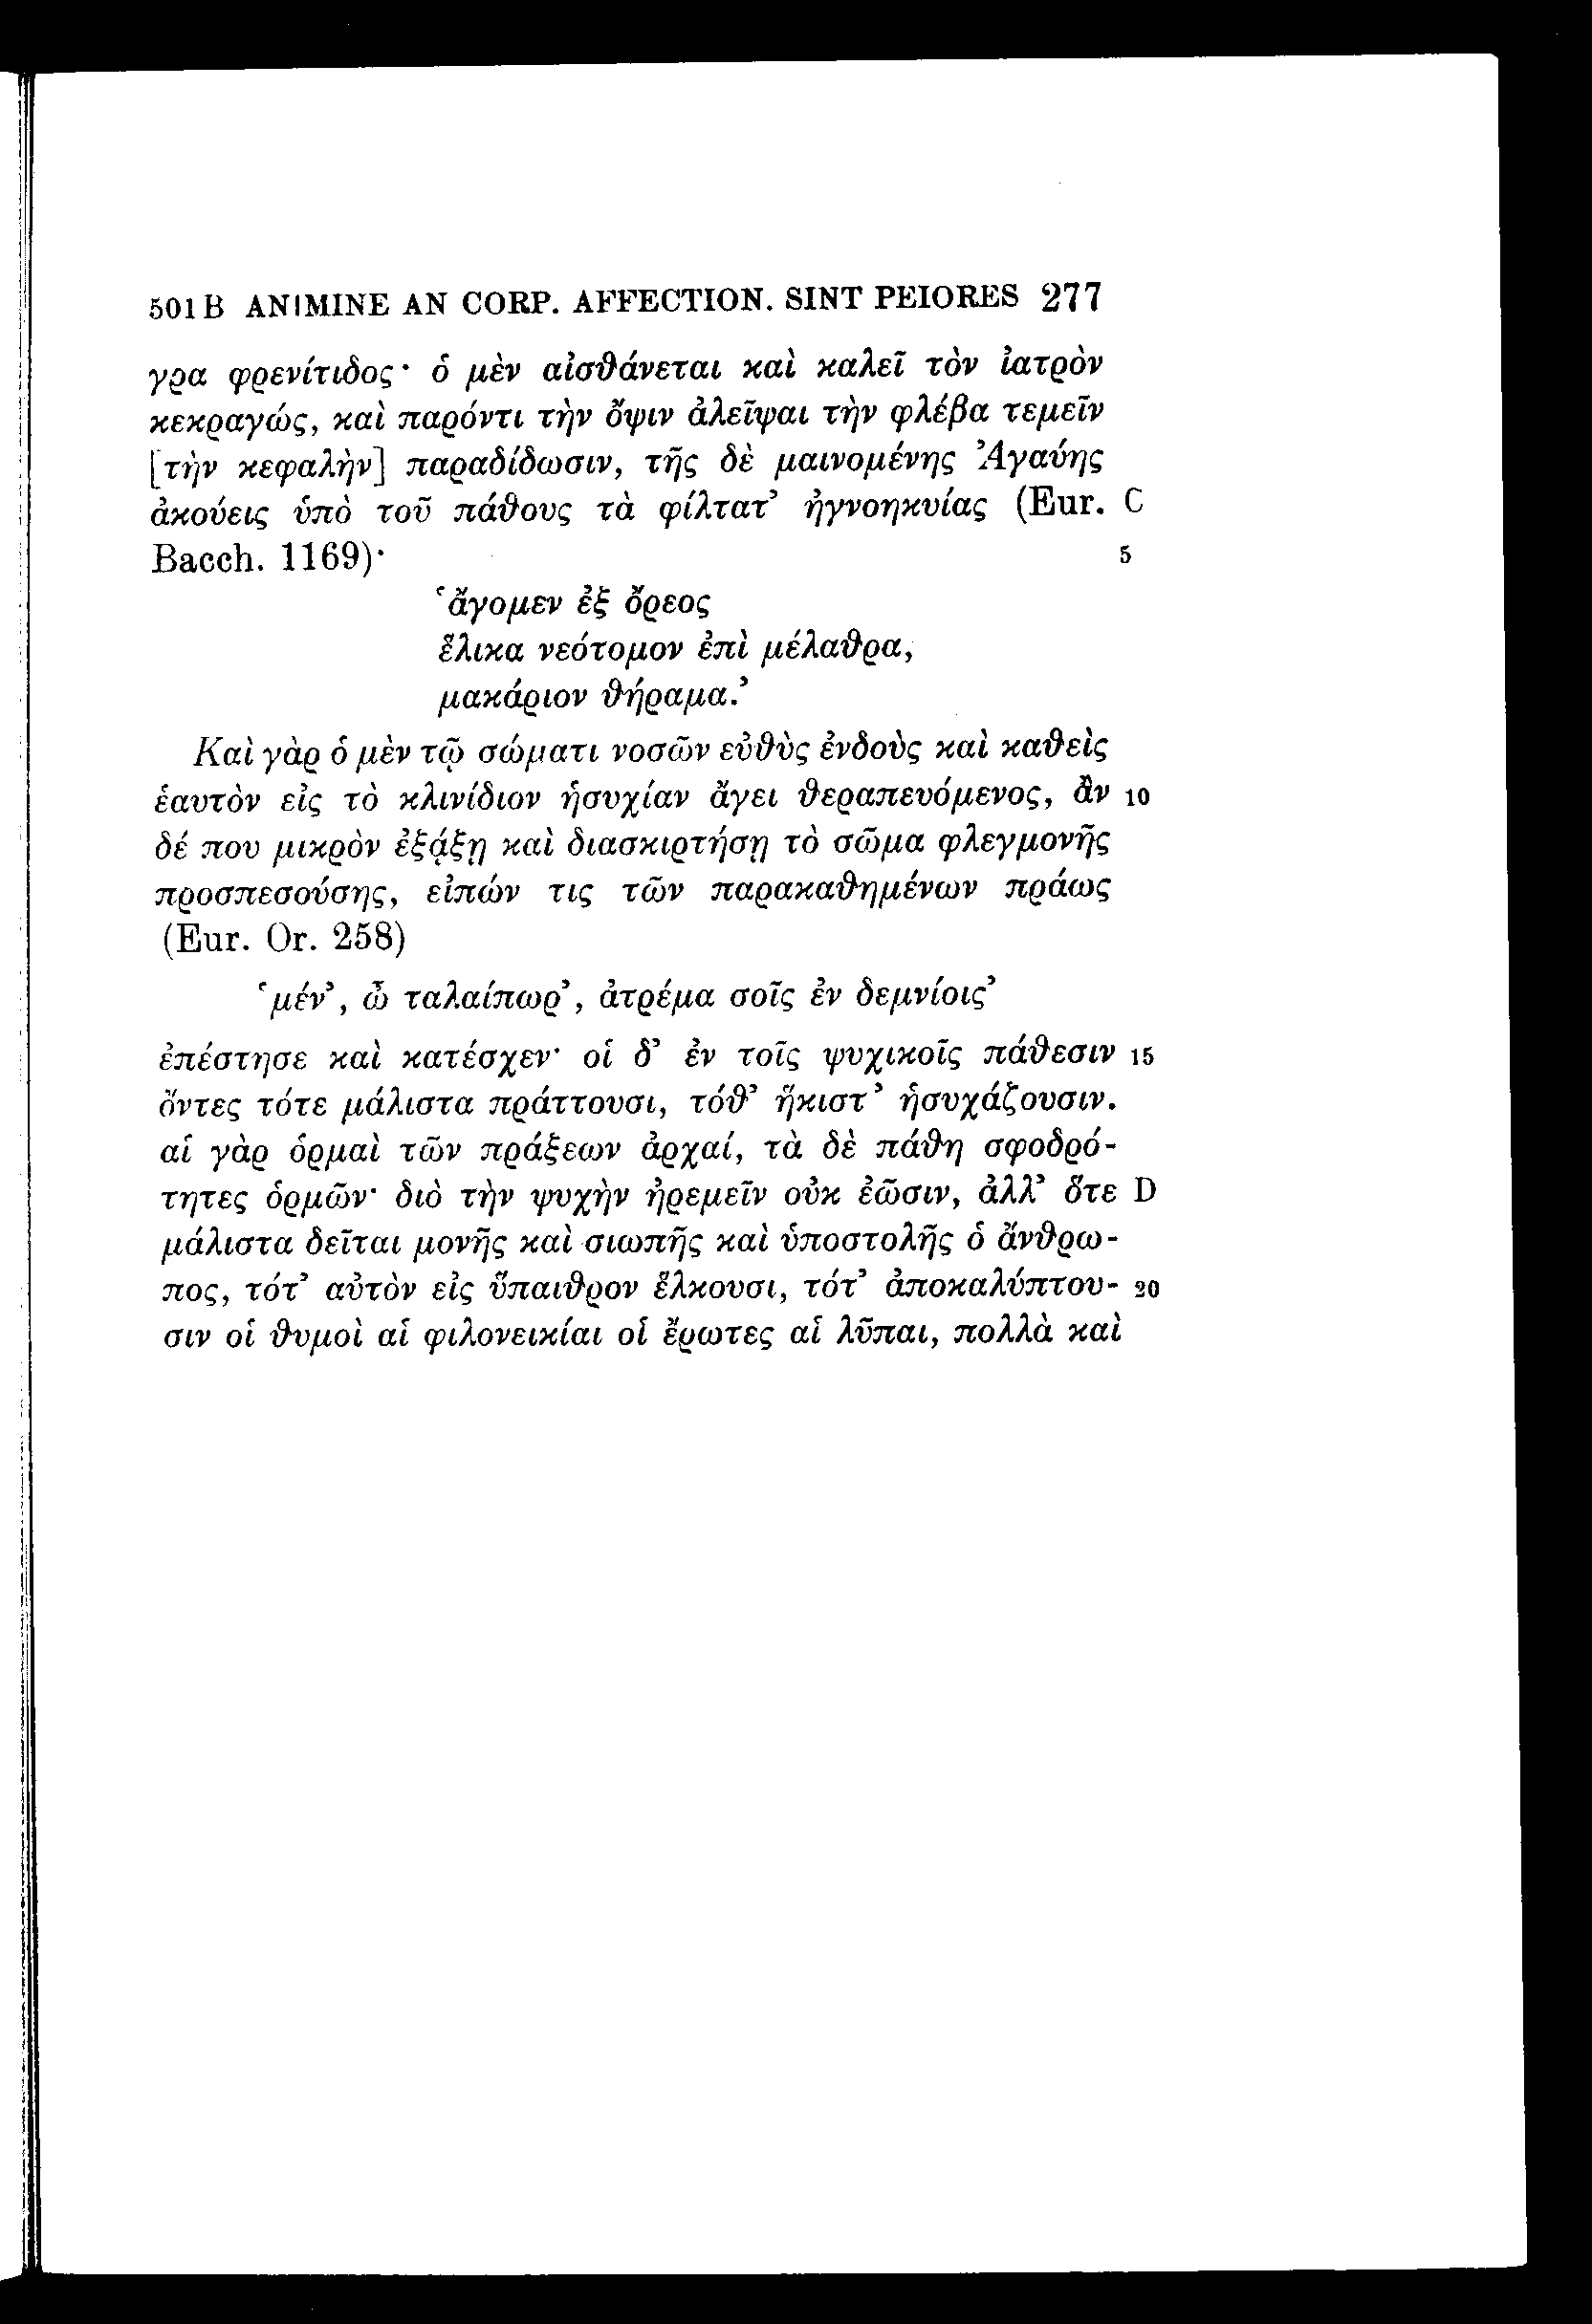 501 B ANIMINE AN CORP. AFFECTION. SINT PEIORES 277
γρα φρενίτιδος· ὁ μὲν αἰσθάνεται καὶ καλεῖ τὸν ἰατρὸν
κεκραγώς, καὶ παρόντι τὴν ὄψιν ἀλεῖψαι τὴν φλέβα τεμεῖν
[τὴν κεφαλὴν] παραδίδωσιν, τῆς δὲ μαινομένης Ἀγαύης
ἀκούεις ὑπὸ τοῦ πάθους τὰ φίλτατ’ ἠγνοηκυίας (Eur. C
Bacch. 1169)· 5
‘ἄγομεν ἐξ ὄρεος
ἕλικα νεότομον ἐπὶ μέλαθρα,
μακάριον θήραμα.’
Καὶ γὰρ ὁ μὲν τῷ σώματι νοσῶν εὐθὺς ἐνδοὺς καὶ καθεὶς
ἑαυτὸν εἰς τὸ κλινίδιον ἡσυχίαν ἄγει θεραπευόμενος, ἂν 10
δέ που μικρὸν ἐξᾴξῃ καὶ διασκιρτήσῃ τὸ σῶμα φλεγμονῆς
προσπεσούσης, εἰπών τις τῶν παρακαθημένων πράως
(Eur. Or. 258)
‘μέν’, ὦ ταλαίπωρ’, ἀτρέμα σοῖς ἐν δεμνίοις’
ἐπέστησε καὶ κατέσχεν· οἱ δ’ ἐν τοῖς ψυχικοῖς πάθεσιν 15
ὄντες τότε μάλιστα πράττουσι, τόθ’ ἥκιστ’ ἡσυχάζουσιν.
αἱ γὰρ ὁρμαὶ τῶν πράξεων ἀρχαί, τὰ δὲ πάθη σφοδρό-
τητες ὁρμῶν· διὸ τὴν ψυχὴν ἠρεμεῖν οὐκ ἐῶσιν, ἀλλ’ ὅτε D
μάλιστα δεῖται μονῆς καὶ σιωπῆς καὶ ὑποστολῆς ὁ ἄνθρω-
πος, τότ’ αὐτὸν εἰς ὕπαιθρον ἕλκουσι, τότ’ ἀποκαλύπτου- 20
σιν οἱ θυμοὶ αἱ φιλονεικίαι οἱ ἔρωτες αἱ λῦπαι, πολλὰ καὶ